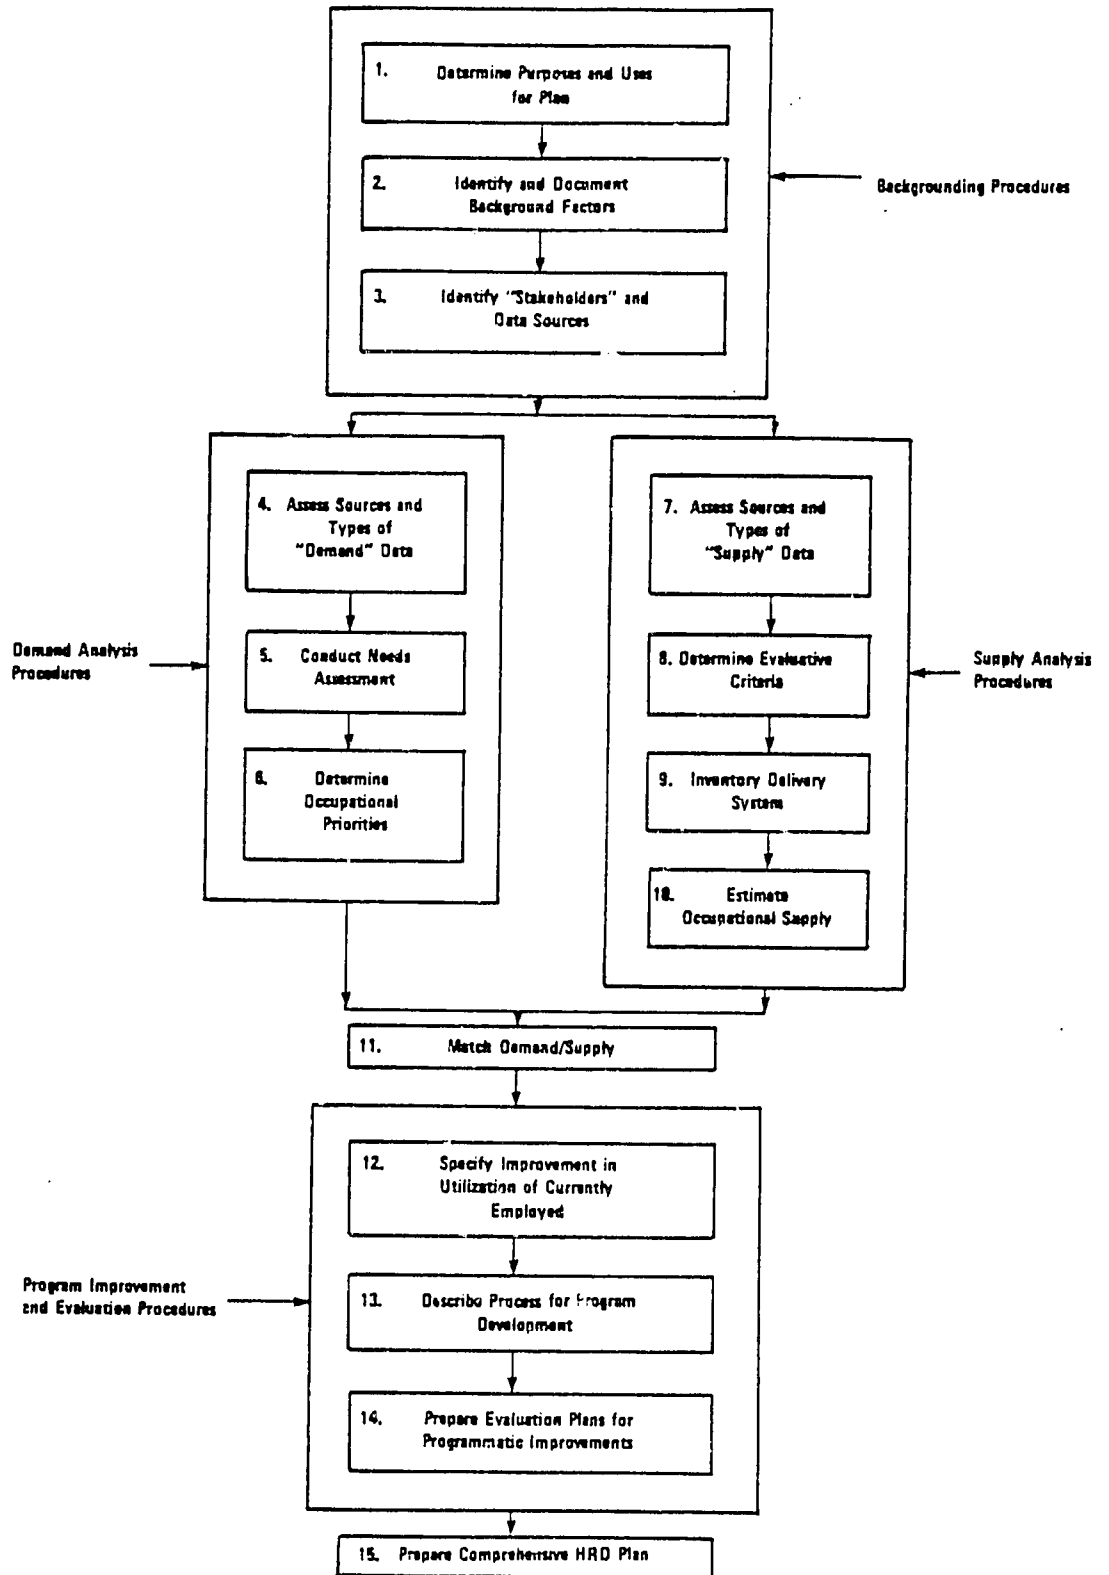 1. Determine Purposes and Uses
for Plan
2. Identify and Document
Background Factors
Backgrounding Procedures
3. Identify "Stakeholders" and
Data Sources
4. Assess Sources and
Types of
"Demand" Data
5. Conduct Needs
Assessment
6. Determine
Occupational
Priorities
Demand Analysis
Procedures
7. Assess Sources and
Types of
"Supply" Data
8. Determine Evaluative
Criteria
9. Inventory Delivery
System
10. Estimate
Occupational Supply
Supply Analysis
Procedures
11. Match Demand/Supply
12. Specify Improvement in
Utilization of Currently
Employed
13. Describe Process for Program
Development
14. Prepare Evaluation Plans for
Programmatic Improvements
Program Improvement
and Evaluation Procedures
15. Prepare Comprehensive HRD Plan